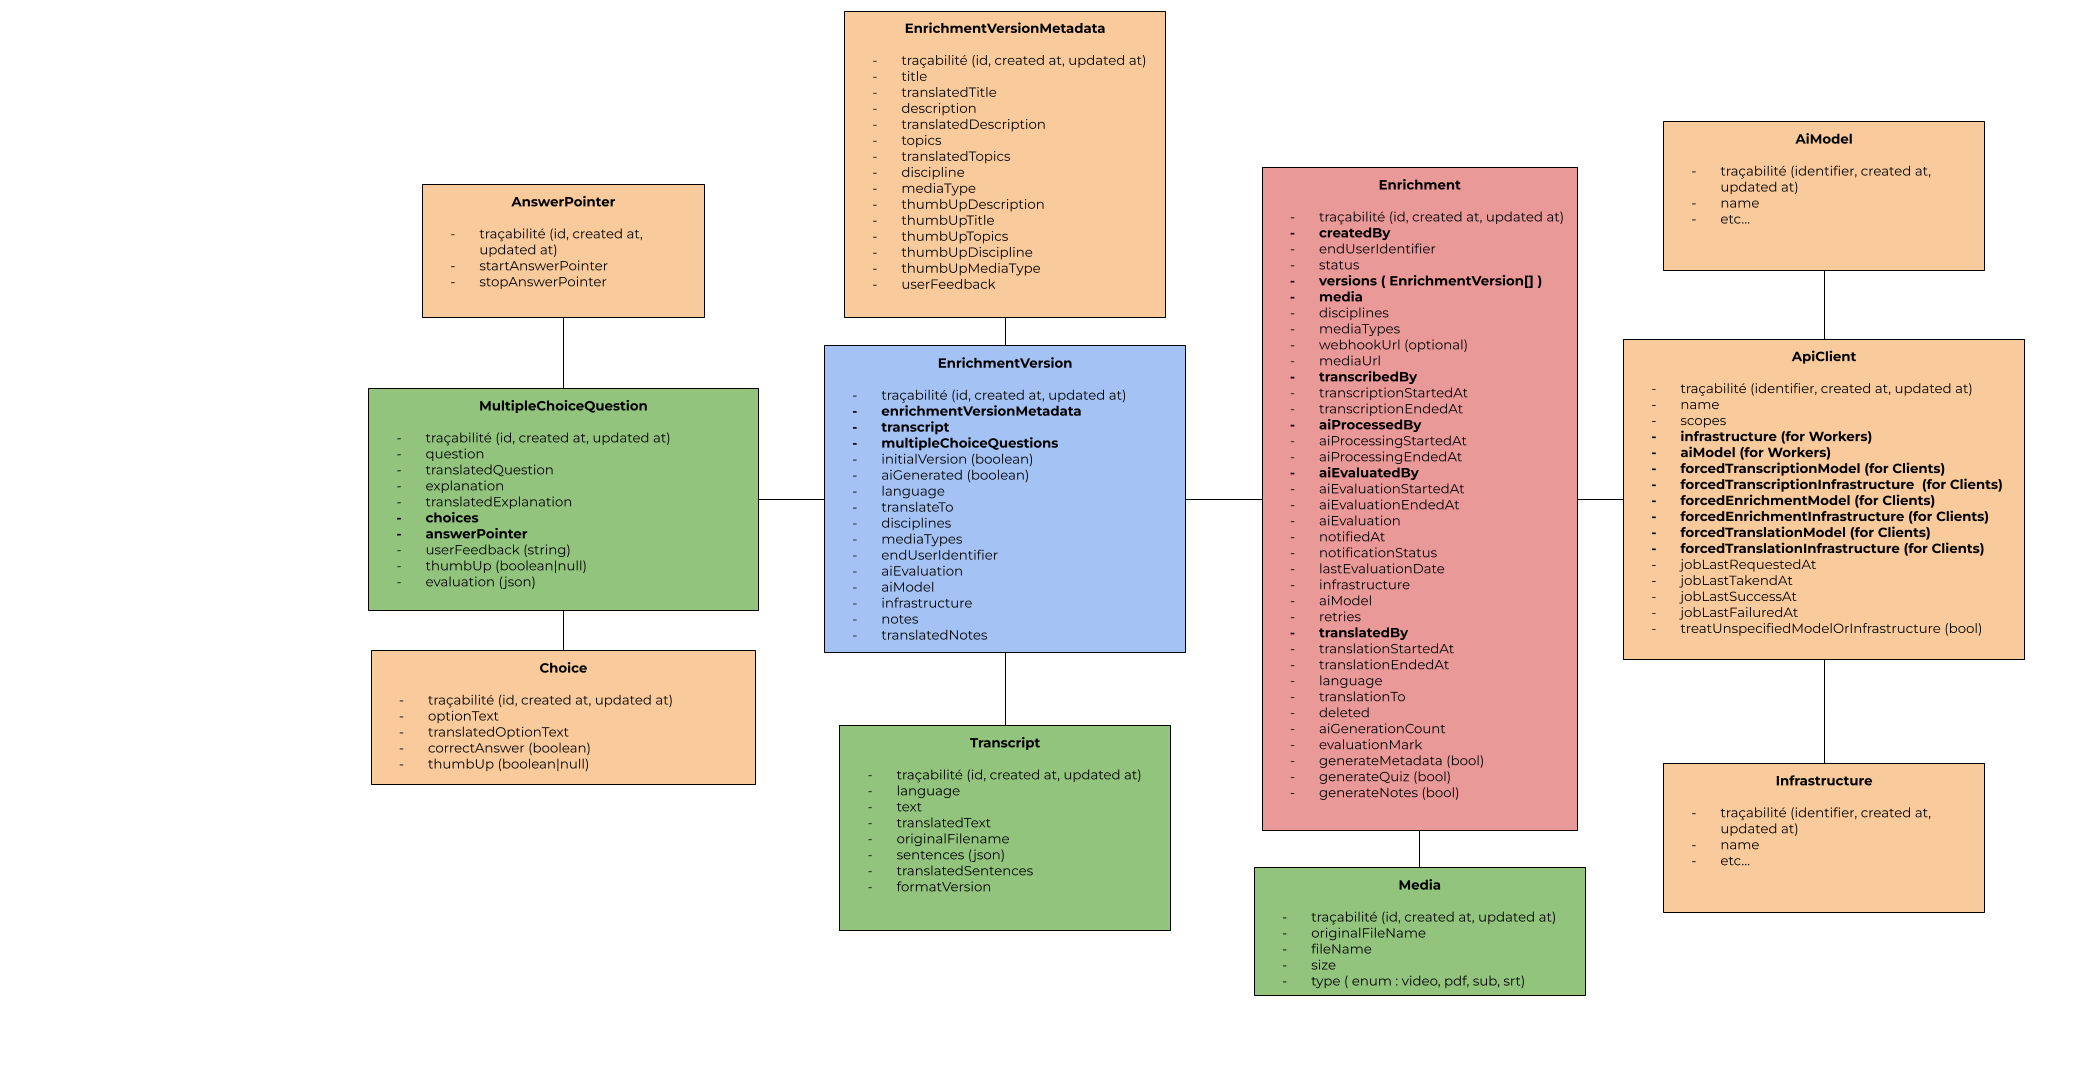 EnrichmentVersionMetadata
- traçabilité (id, created at, updated at)
- title
- translatedTitle
- description
- translatedDescription
- topics
- translatedTopics
- discipline
- mediaType
- thumbUpDescription
- thumbUpTitle
- thumbUpTopics
- thumbUpDiscipline
- thumbUpMediaType
- userFeedback
AiModel
- traçabilité (identifier, created at,
updated at)
- name
- etc...
Enrichment
- traçabilité (id, created at, updated at)
- createdBy
- endUserIdentifier
- status
- versions ( EnrichmentVersion[] )
- media
- disciplines
- mediaTypes
- webhookUrl (optional)
- mediaUrl
- transcribedBy
- transcriptionStartedAt
- transcriptionEndedAt
- aiProcessedBy
- aiProcessingStartedAt
- aiProcessingEndedAt
- aiEvaluatedBy
- aiEvaluationStartedAt
- aiEvaluationEndedAt
- aiEvaluation
- notifiedAt
- notificationStatus
- lastEvaluationDate
- infrastructure
- aiModel
- retries
- translatedBy
- translationStartedAt
- translationEndedAt
- language
- translationTo
- deleted
- aiGenerationCount
- evaluationMark
- generateMetadata (bool)
- generateQuiz (bool)
- generateNotes (bool)
AnswerPointer
- traçabilité (id, created at,
updated at)
- startAnswerPointer
- stopAnswerPointer
EnrichmentVersion
- traçabilité (id, created at, updated at)
- enrichmentVersionMetadata
- transcript
- multipleChoiceQuestions
- initialVersion (boolean)
- aiGenerated (boolean)
- language
- translateTo
- disciplines
- mediaTypes
- endUserIdentifier
- aiEvaluation
- aiModel
- infrastructure
- notes
- translatedNotes
ApiClient
- traçabilité (identifier, created at, updated at)
- name
- scopes
- infrastructure (for Workers)
- aiModel (for Workers)
- forcedTranscriptionModel (for Clients)
- forcedTranscriptionInfrastructure (for Clients)
- forcedEnrichmentModel (for Clients)
- forcedEnrichmentInfrastructure (for Clients)
- forcedTranslationModel (for Clients)
- forcedTranslationInfrastructure (for Clients)
- jobLastRequestedAt
- jobLastTakendAt
- jobLastSuccessAt
- jobLastFailuredAt
- treatUnspecifiedModelOrInfrastructure (bool)
MultipleChoiceQuestion
- traçabilité (id, created at, updated at)
- question
- translatedQuestion
- explanation
- translatedExplanation
- choices
- answerPointer
- userFeedback (string)
- thumbUp (boolean|null)
- evaluation (json)
Choice
- traçabilité (id, created at, updated at)
- optionText
- translatedOptionText
- correctAnswer (boolean)
- thumbUp (boolean|null)
Transcript
- traçabilité (id, created at, updated at)
- language
- text
- translatedText
- originalFilename
- sentences (json)
- translatedSentences
- formatVersion
Infrastructure
- traçabilité (identifier, created at,
updated at)
- name
- etc...
Media
- traçabilité (id, created at, updated at)
- originalFileName
- fileName
- size
- type ( enum : video, pdf, sub, srt)